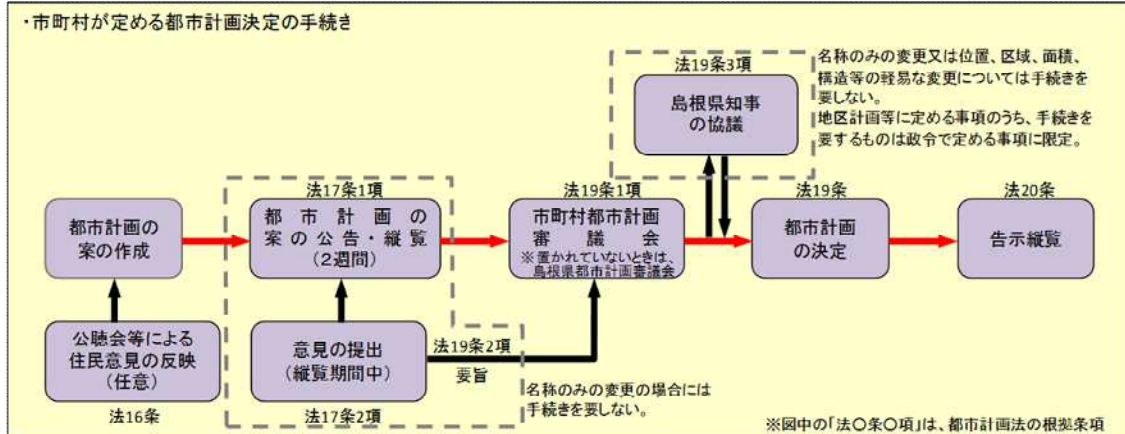 ・市町村が定める都市計画決定の手続き
法19条3項
島根県知事
の協議
名称のみの変更又は位置、区域、面積、
構造等の軽易な変更については手続きを
要しない。
地区計画等に定める事項のうち、手続きを
要するものは政令で定める事項に限定。
都市計画の
案の作成
法17条1項
都市計画の
案の公告・縦覧
(2週間)
法19条1項
市町村都市計画
審議会
※置かれていないときは、
島根県都市計画審議会
法19条
都市計画
の決定
法20条
告示縦覧
公聴会等による
住民意見の反映
(任意)
法16条
意見の提出
(縦覧期間中)
法17条2項
法19条2項
要旨
名称のみの変更の場合には
手続きを要しない。
※図中の「法〇条〇項」は、都市計画法の根拠条項